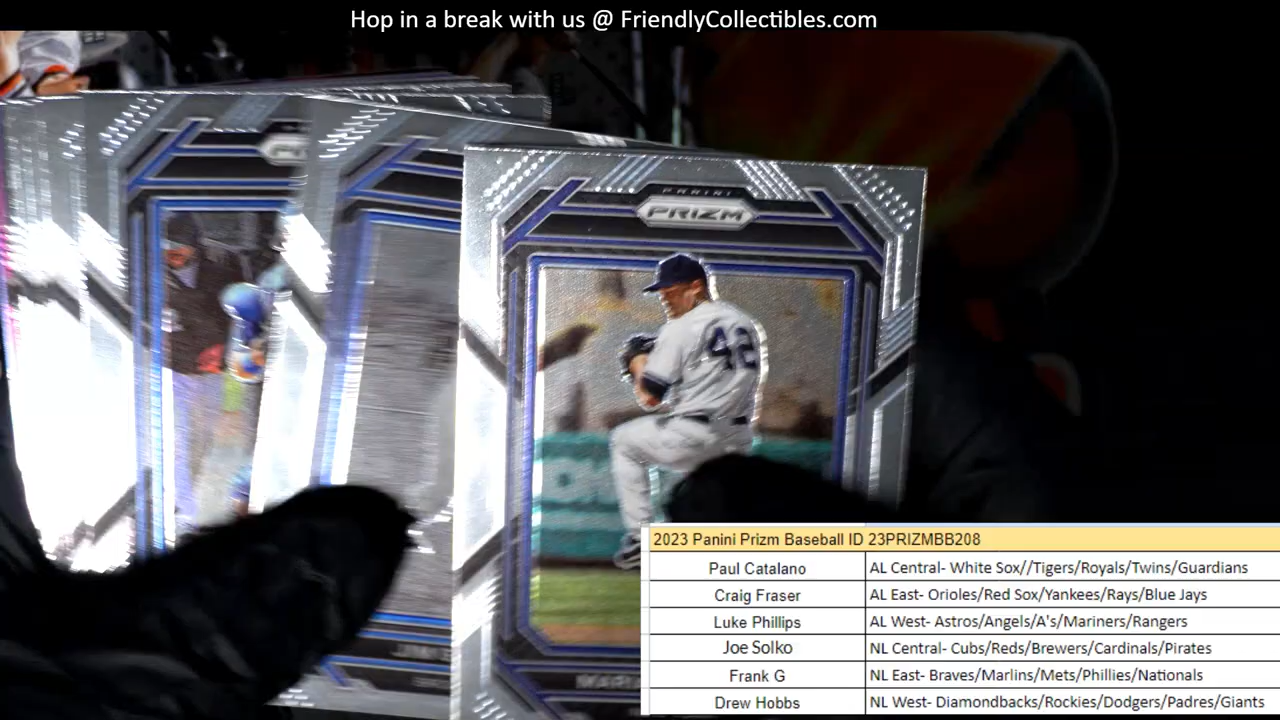 Hop in a break with us @ FriendlyCollectibles.com
PANINI
PRIZM
42
2023 Panini Prizm Baseball ID 23PRIZMBB208
Paul Catalano AL Central- White Sox//Tigers/Royals/Twins/Guardians
Craig Fraser AL East- Orioles/Red Sox/Yankees/Rays/Blue Jays
Luke Phillips AL West- Astros/Angels/A's/Mariners/Rangers
Joe Solko NL Central- Cubs/Reds/Brewers/Cardinals/Pirates
Frank G NL East- Braves/Marlins/Mets/Phillies/Nationals
Drew Hobbs NL West- Diamondbacks/Rockies/Dodgers/Padres/Giants